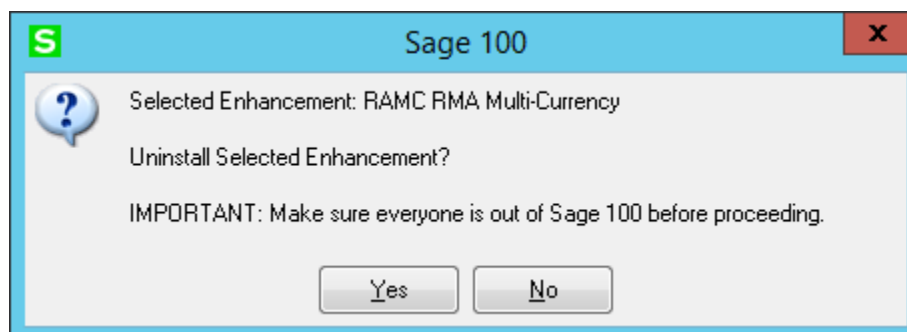 S
Sage 100
x
Selected Enhancement: RAMC RMA Multi-Currency
Uninstall Selected Enhancement?
IMPORTANT: Make sure everyone is out of Sage 100 before proceeding.
?
Yes
No